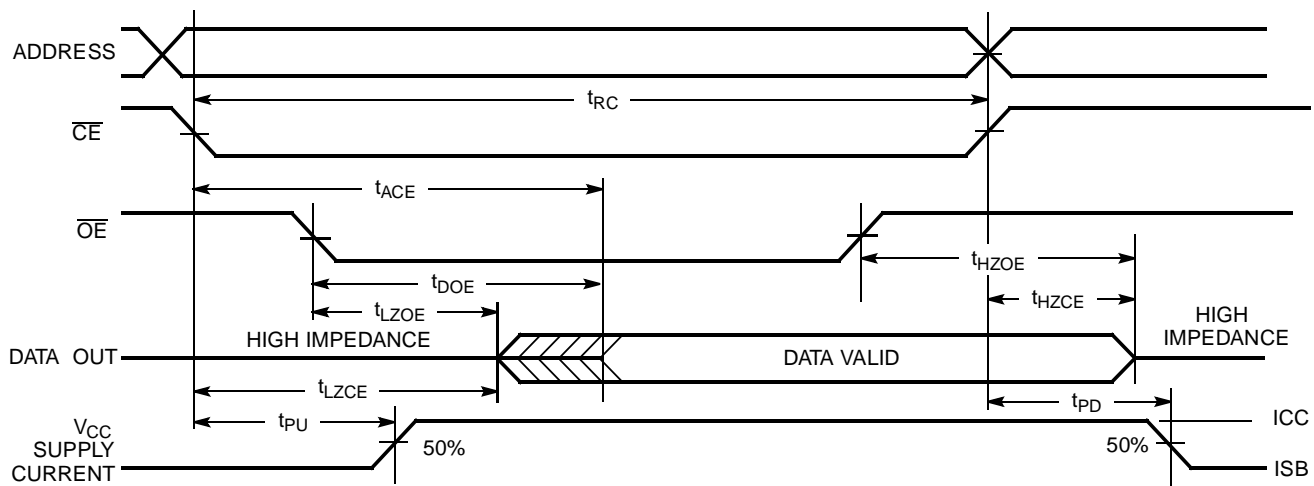 ADDRESS
tRC
CE
tACE
OE
tHZOE
tDOE
tLZOE
tHZCE
HIGH IMPEDANCE
HIGH
IMPEDANCE
DATA OUT
DATA VALID
tLZCE
tPD
tPU
ICC
VCC
SUPPLY
CURRENT
50%
50%
ISB